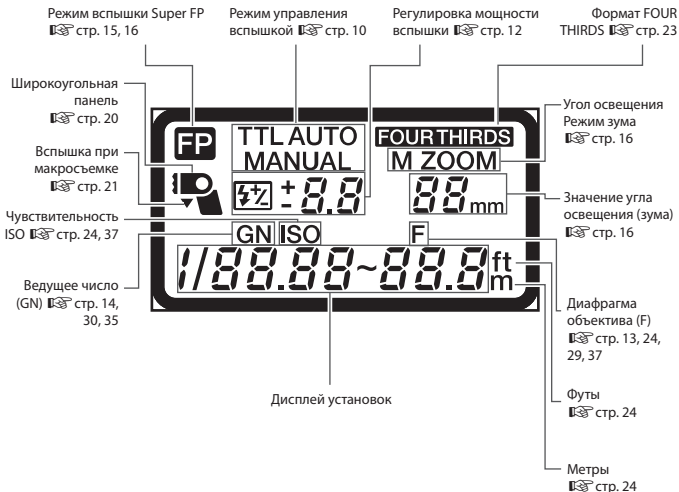 Режим вспышки Super FP
☞ стр. 15, 16
Режим управления
вспышкой ☞ стр. 10
Регулировка мощности
вспышки ☞ стр. 12
Формат FOUR
THIRDS ☞ стр. 23
Широкоугольная
панель
☞ стр. 20
Вспышка при
макросъемке
☞ стр. 21
Чувствительность
ISO ☞ стр. 24, 37
Ведущее число
(GN) ☞ стр. 14,
30, 35
FP
TTL AUTO
MANUAL
FOUR THIRDS
M ZOOM
+
- 8.8
88 mm
GN ISO F
1/88.88~88.8 ft
m
Угол освещения
Режим зума
☞ стр. 16
Значение угла
освещения (зума)
☞ стр. 16
Диафрагма
объектива (F)
☞ стр. 13, 24,
29, 37
Футы
☞ стр. 24
Метры
☞ стр. 24
Дисплей установок